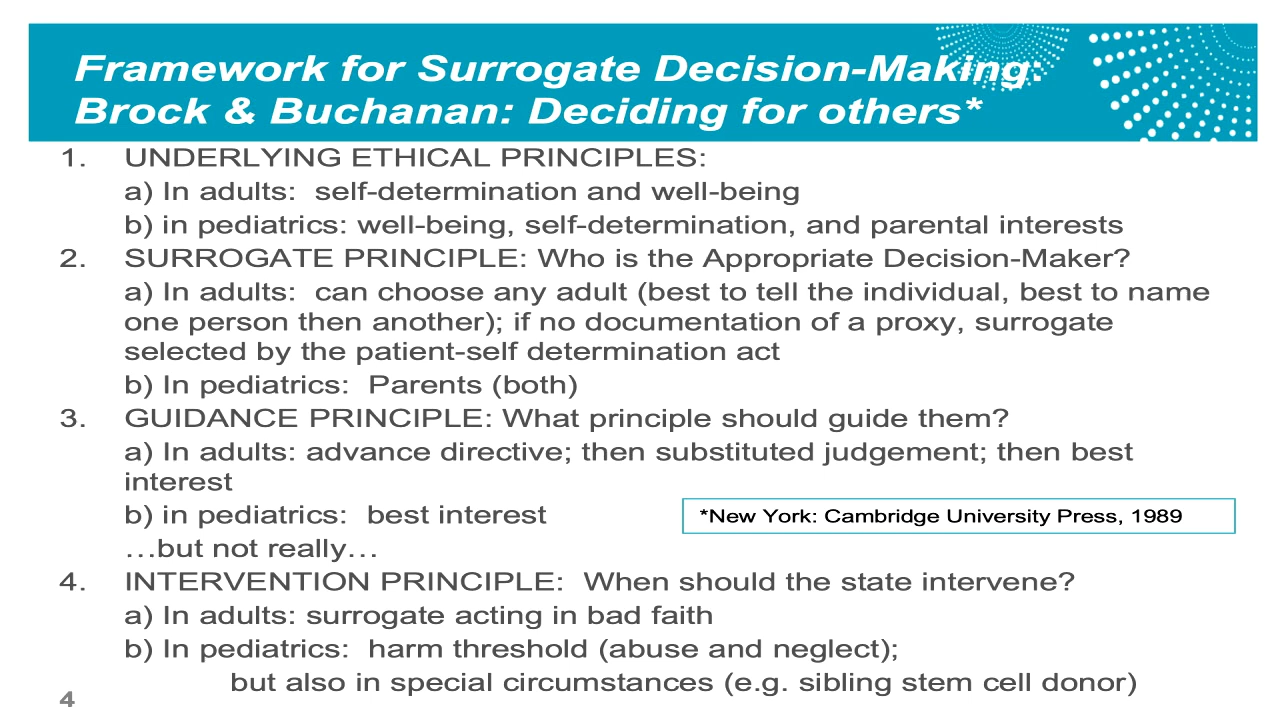 Framework for Surrogate Decision-Making:
Brock & Buchanan: Deciding for others*
1. UNDERLYING ETHICAL PRINCIPLES:
a) In adults: self-determination and well-being
b) in pediatrics: well-being, self-determination, and parental interests
2. SURROGATE PRINCIPLE: Who is the Appropriate Decision-Maker?
a) In adults: can choose any adult (best to tell the individual, best to name
one person then another); if no documentation of a proxy, surrogate
selected by the patient-self determination act
b) In pediatrics: Parents (both)
3. GUIDANCE PRINCIPLE: What principle should guide them?
a) In adults: advance directive; then substituted judgement; then best
interest
b) in pediatrics: best interest
*New York: Cambridge University Press, 1989
…but not really…
4. INTERVENTION PRINCIPLE: When should the state intervene?
a) In adults: surrogate acting in bad faith
b) In pediatrics: harm threshold (abuse and neglect);
but also in special circumstances (e.g. sibling stem cell donor)
4